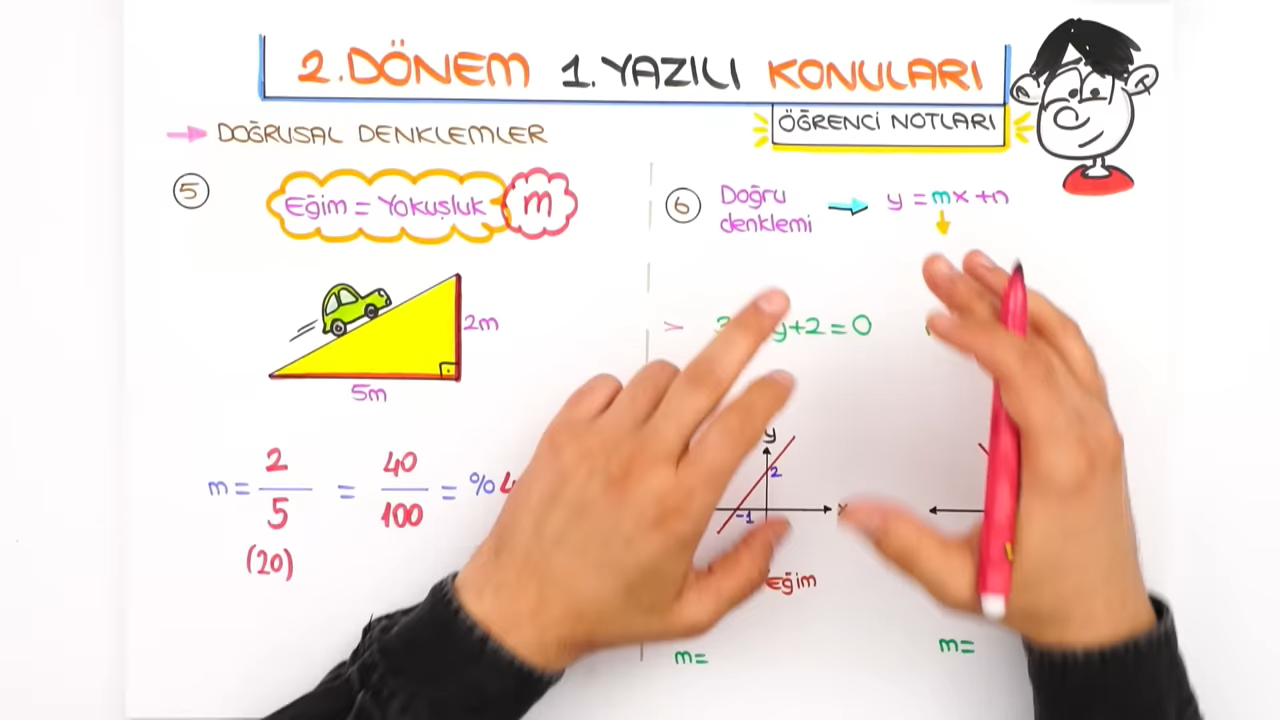 2.DÖNEM 1.YAZILI KONULARI
ÖĞRENCİ NOTLARI
DOĞRUSAL DENKLEMLER
5
Eğim = Yokuşluk m
2m
5m
m = 2/5 = 40/100 = %
(20)
6 Doğru denklemi → y = mx + n
y+2=0
y
2
-1
x
Eğim
m=
m=